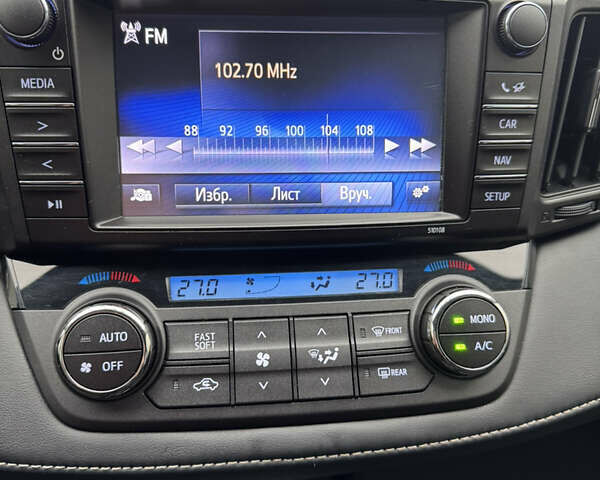 FM
MEDIA
102.70 MHz
CAR
88 92 96 100 104 108
NAV
Избр. Лист Вруч.
SETUP
510108
27.0 27.0
AUTO
OFF
FAST
SOFT
FRONT
REAR
MONO
A/C